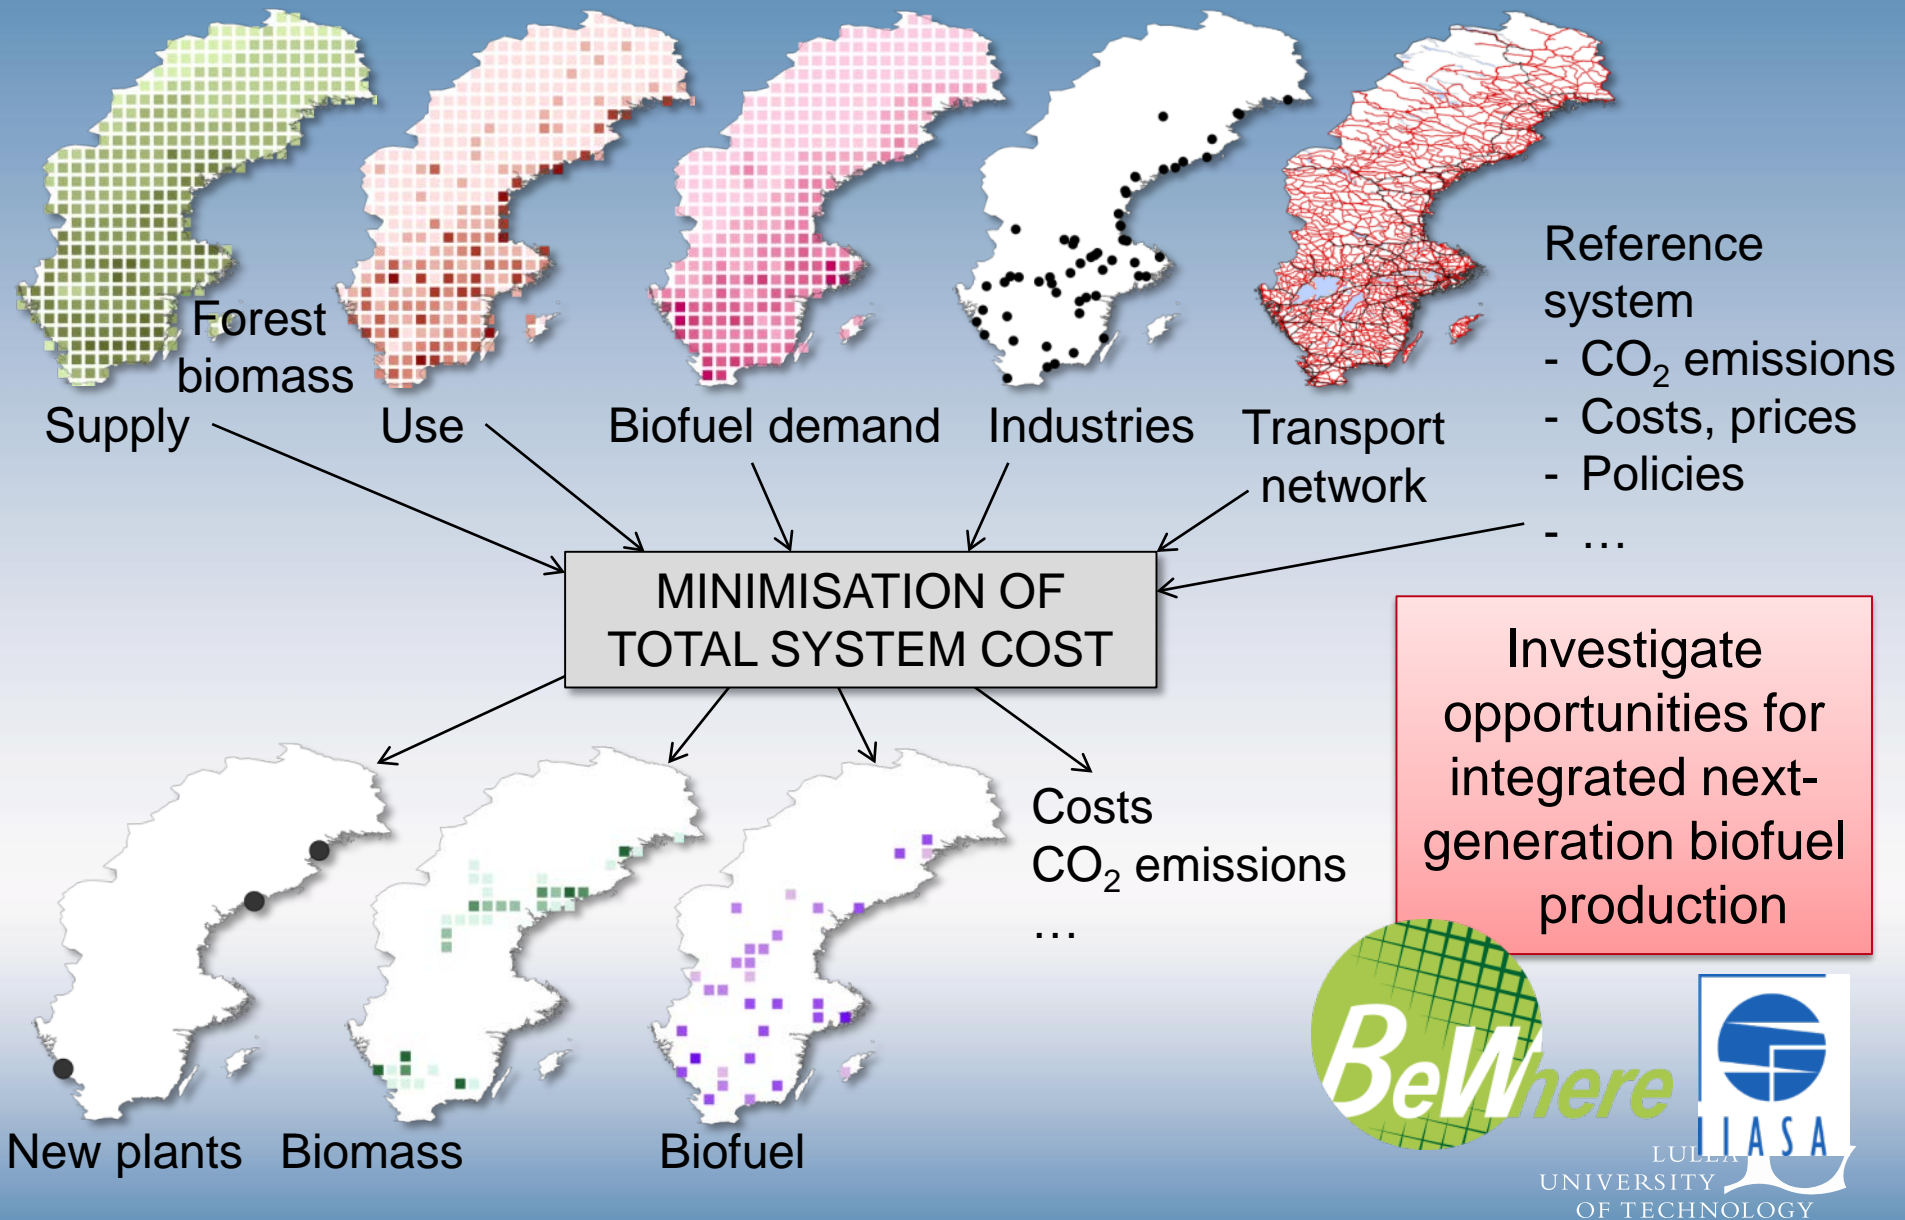 Forest
biomass
Supply
Use
Biofuel demand
Industries
Transport
network
Reference
system
- CO₂ emissions
- Costs, prices
- Policies
- …
MINIMISATION OF
TOTAL SYSTEM COST
Investigate
opportunities for
integrated next-
generation biofuel
production
Costs
CO₂ emissions
…
New plants
Biomass
Biofuel
BeWhere
IIASA
LULEÅ
UNIVERSITY
OF TECHNOLOGY